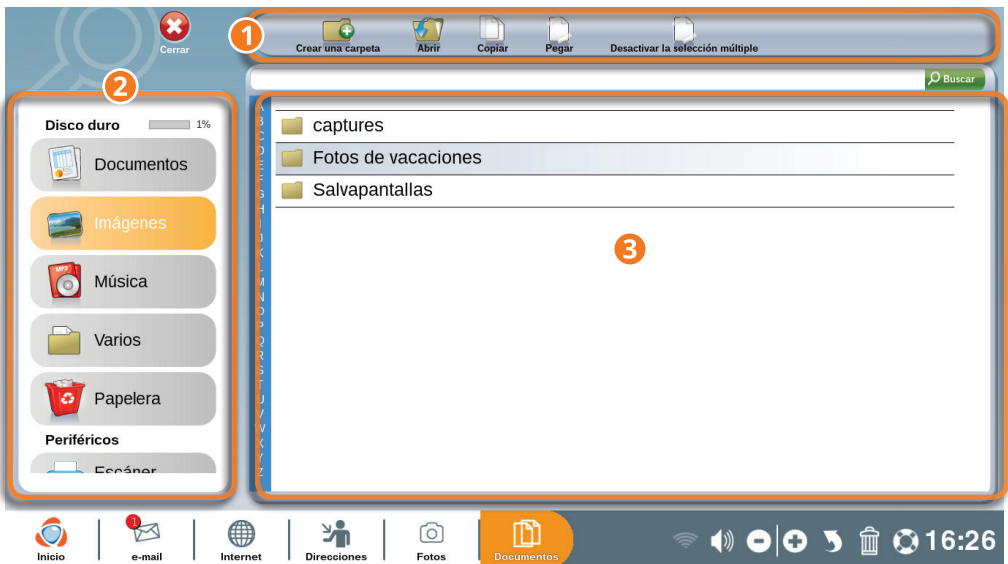 1
Cerrar
Crear una carpeta
Abrir
Copiar
Pegar
Desactivar la selección múltiple
Buscar
2
Disco duro 1%
Documentos
Imágenes
MP3
Música
Varios
Papelera
Periféricos
Escáner
A
B
C
D
E
F
G
H
I
J
K
L
M
N
O
P
Q
R
S
T
U
V
W
X
Y
Z
captures
Fotos de vacaciones
Salvapantallas
3
Inicio
1
e-mail
Internet
Direcciones
Fotos
Documentos
16:26